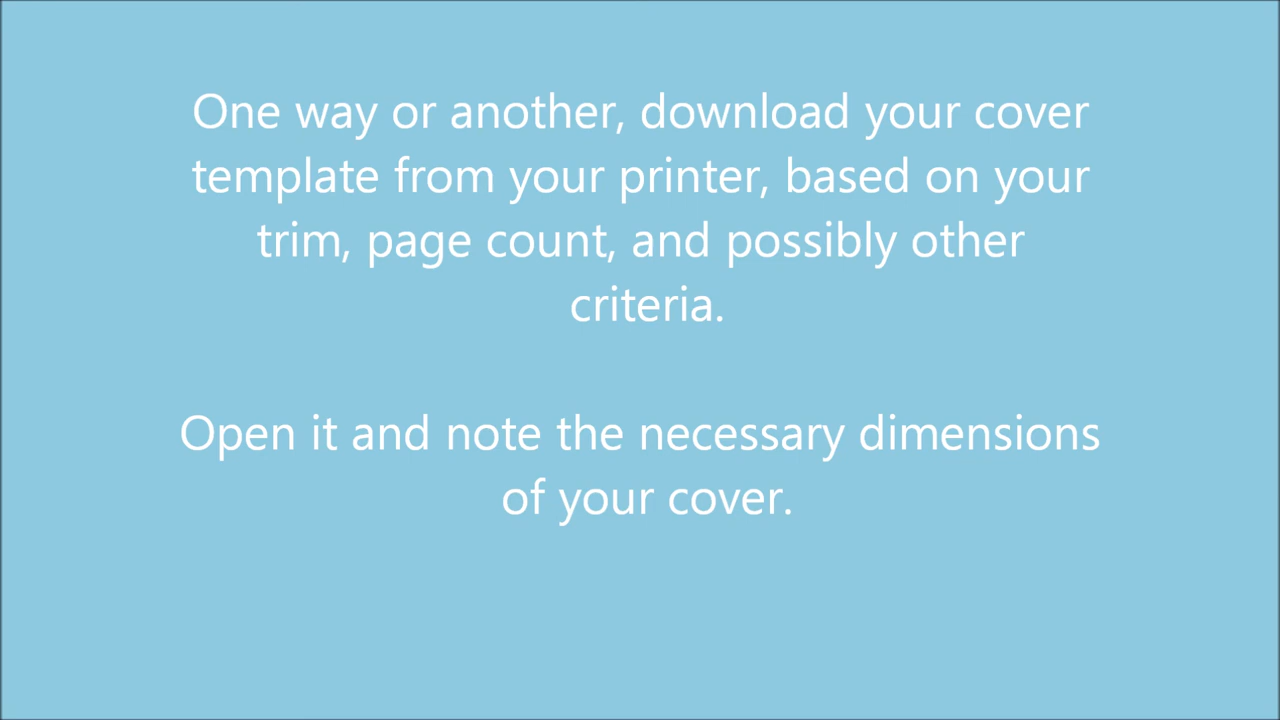 One way or another, download your cover
template from your printer, based on your
trim, page count, and possibly other
criteria.
Open it and note the necessary dimensions
of your cover.